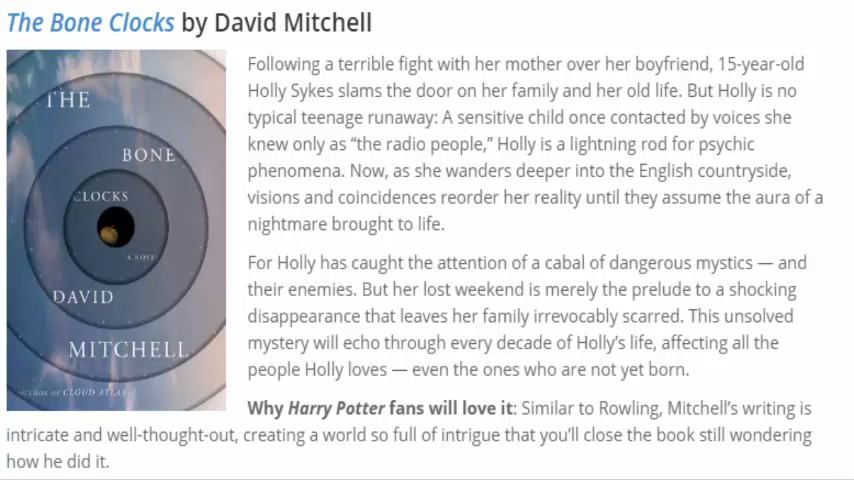 The Bone Clocks by David Mitchell
THE
BONE
CLOCKS
A NOVEL
DAVID
MITCHELL
AUTHOR OF CLOUD ATLAS
Following a terrible fight with her mother over her boyfriend, 15-year-old
Holly Sykes slams the door on her family and her old life. But Holly is no
typical teenage runaway: A sensitive child once contacted by voices she
knew only as “the radio people,” Holly is a lightning rod for psychic
phenomena. Now, as she wanders deeper into the English countryside,
visions and coincidences reorder her reality until they assume the aura of a
nightmare brought to life.
For Holly has caught the attention of a cabal of dangerous mystics — and
their enemies. But her lost weekend is merely the prelude to a shocking
disappearance that leaves her family irrevocably scarred. This unsolved
mystery will echo through every decade of Holly’s life, affecting all the
people Holly loves — even the ones who are not yet born.
Why Harry Potter fans will love it: Similar to Rowling, Mitchell’s writing is
intricate and well-thought-out, creating a world so full of intrigue that you’ll close the book still wondering
how he did it.